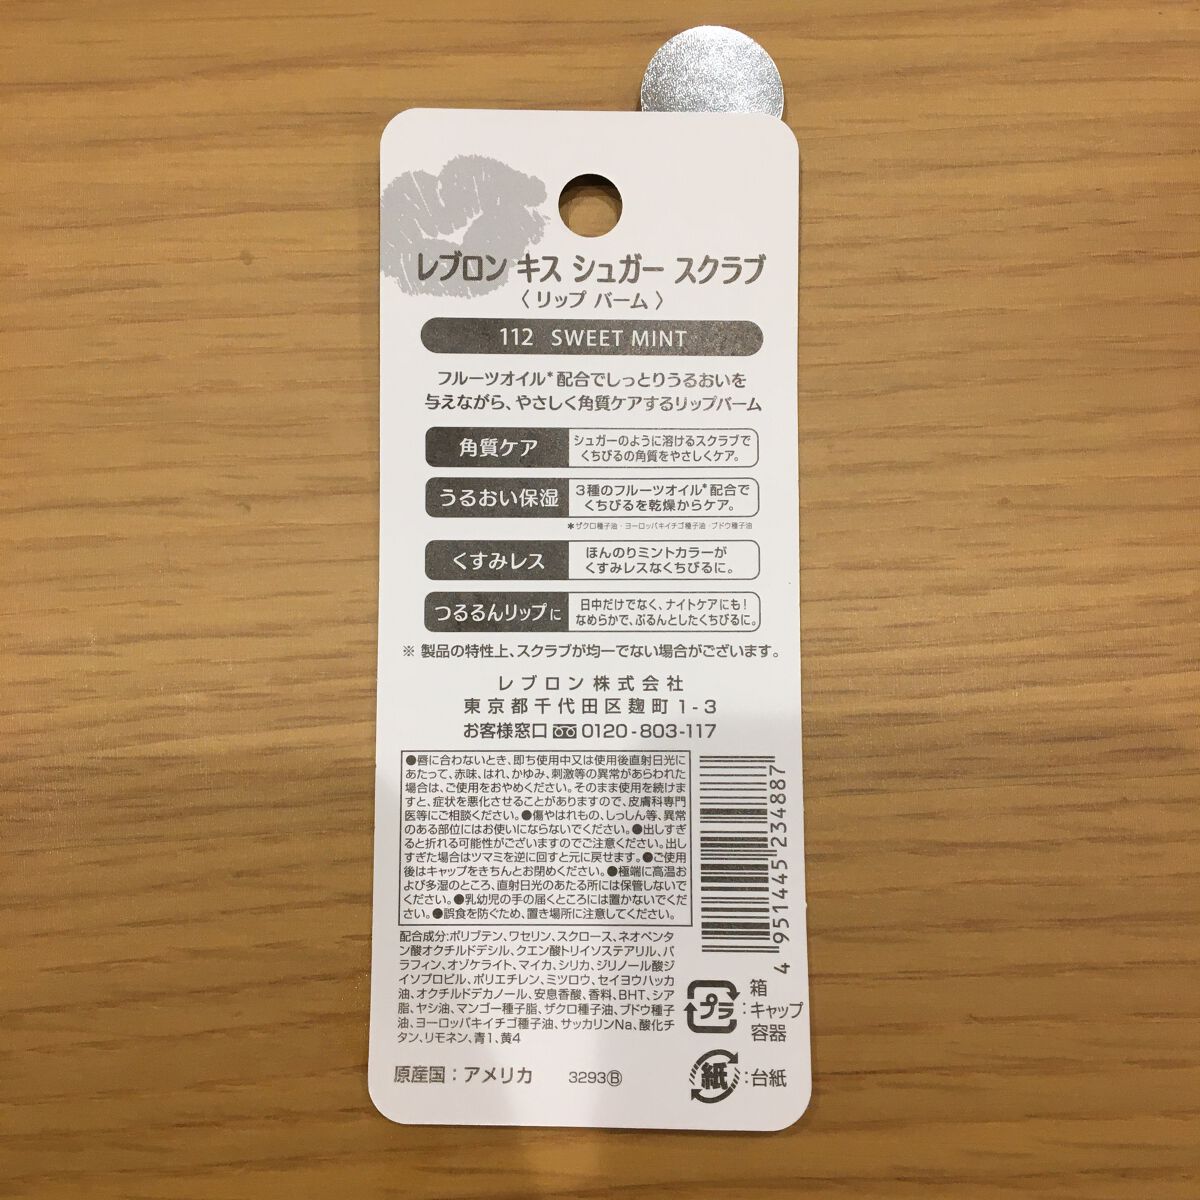 レブロン キス シュガー スクラブ
〈 リップ バーム 〉
112 SWEET MINT
フルーツオイル*配合でしっとりうるおいを
与えながら、やさしく角質ケアするリップバーム
角質ケア
シュガーのように溶けるスクラブで
くちびるの角質をやさしくケア。
うるおい保湿
3種のフルーツオイル*配合で
くちびるを乾燥からケア。
*ザクロ種子油・ヨーロッパキイチゴ種子油・ブドウ種子油
くすみレス
ほんのりミントカラーが
くすみレスなくちびるに。
つるるんリップに
日中だけでなく、ナイトケアにも!
なめらかで、ぷるんとしたくちびるに。
※ 製品の特性上、スクラブが均一でない場合がございます。
レブロン株式会社
東京都千代田区麹町1-3
お客様窓口 0120-803-117
●唇に合わないとき、即ち使用中又は使用後直射日光に
あたって、赤味、はれ、かゆみ、刺激等の異常があらわれた
場合は、ご使用をおやめください。そのまま使用を続けま
すと、症状を悪化させることがありますので、皮膚科専門
医等にご相談ください。●傷やはれもの、しっしん等、異常
のある部位にはお使いにならないでください。●出しすぎ
ると折れる可能性がございますのでご注意ください。出し
すぎた場合はツマミを逆に回すと元に戻せます。●ご使用
後はキャップをきちんとお閉めください。●極端に高温
および多湿のところ、直射日光のあたる所には保管しないで
ください。●乳幼児の手の届くところには置かないでくだ
さい。●誤食を防ぐため、置き場所に注意してください。
配合成分:ポリブテン、ワセリン、スクロース、ネオペンタ
ン酸オクチルドデシル、クエン酸トリイソステアリル、パ
ラフィン、オゾケライト、マイカ、シリカ、ジリノール酸ジ
イソプロピル、ポリエチレン、ミツロウ、セイヨウハッカ
油、オクチルドデカノール、安息香酸、香料、BHT、シア
脂、ヤシ油、マンゴー種子脂、ザクロ種子油、ブドウ種子
油、ヨーロッパキイチゴ種子油、サッカリンNa、酸化チ
タン、リモネン、青1、黄4
4 951445 234887
プラ
:
箱
キャップ
容器
紙
:台紙
原産国:アメリカ 3293Ⓑ